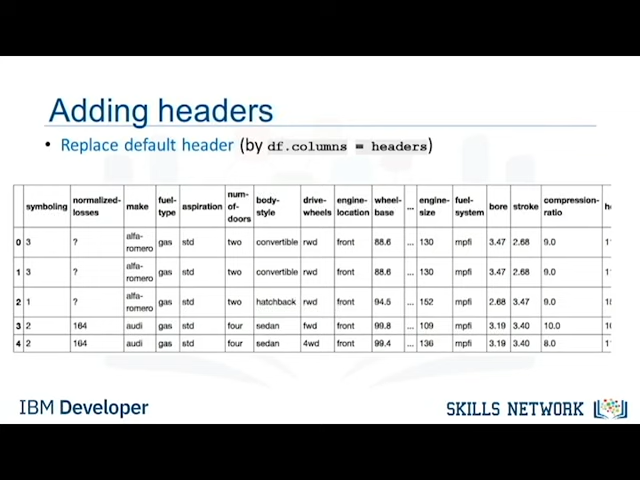 Adding headers
• Replace default header (by df.columns = headers)
symboling normalized-losses make fuel-type aspiration num-of-doors body-style drive-wheels engine-location wheel-base ... engine-size fuel-system bore stroke compression-ratio
0 3 ? alfa-romero gas std two convertible rwd front 88.6 ... 130 mpfi 3.47 2.68 9.0
1 3 ? alfa-romero gas std two convertible rwd front 88.6 ... 130 mpfi 3.47 2.68 9.0
2 1 ? alfa-romero gas std two hatchback rwd front 94.5 ... 152 mpfi 2.68 3.47 9.0
3 2 164 audi gas std four sedan fwd front 99.8 ... 109 mpfi 3.19 3.40 10.0
4 2 164 audi gas std four sedan 4wd front 99.4 ... 136 mpfi 3.19 3.40 8.0
IBM Developer
SKILLS NETWORK